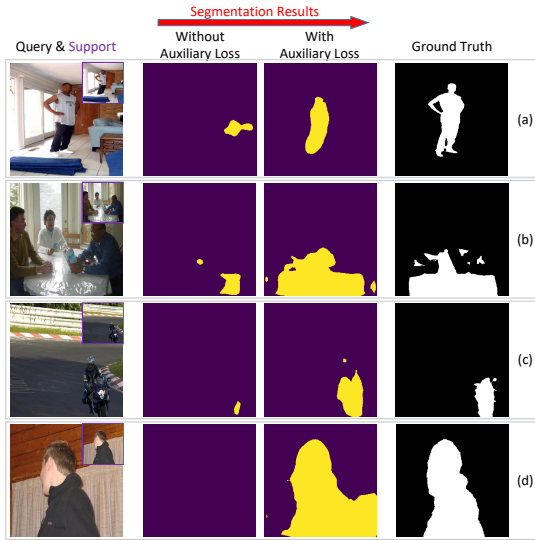 Segmentation Results
Query & Support
Without
Auxiliary Loss
With
Auxiliary Loss
Ground Truth
(a)
(b)
(c)
(d)